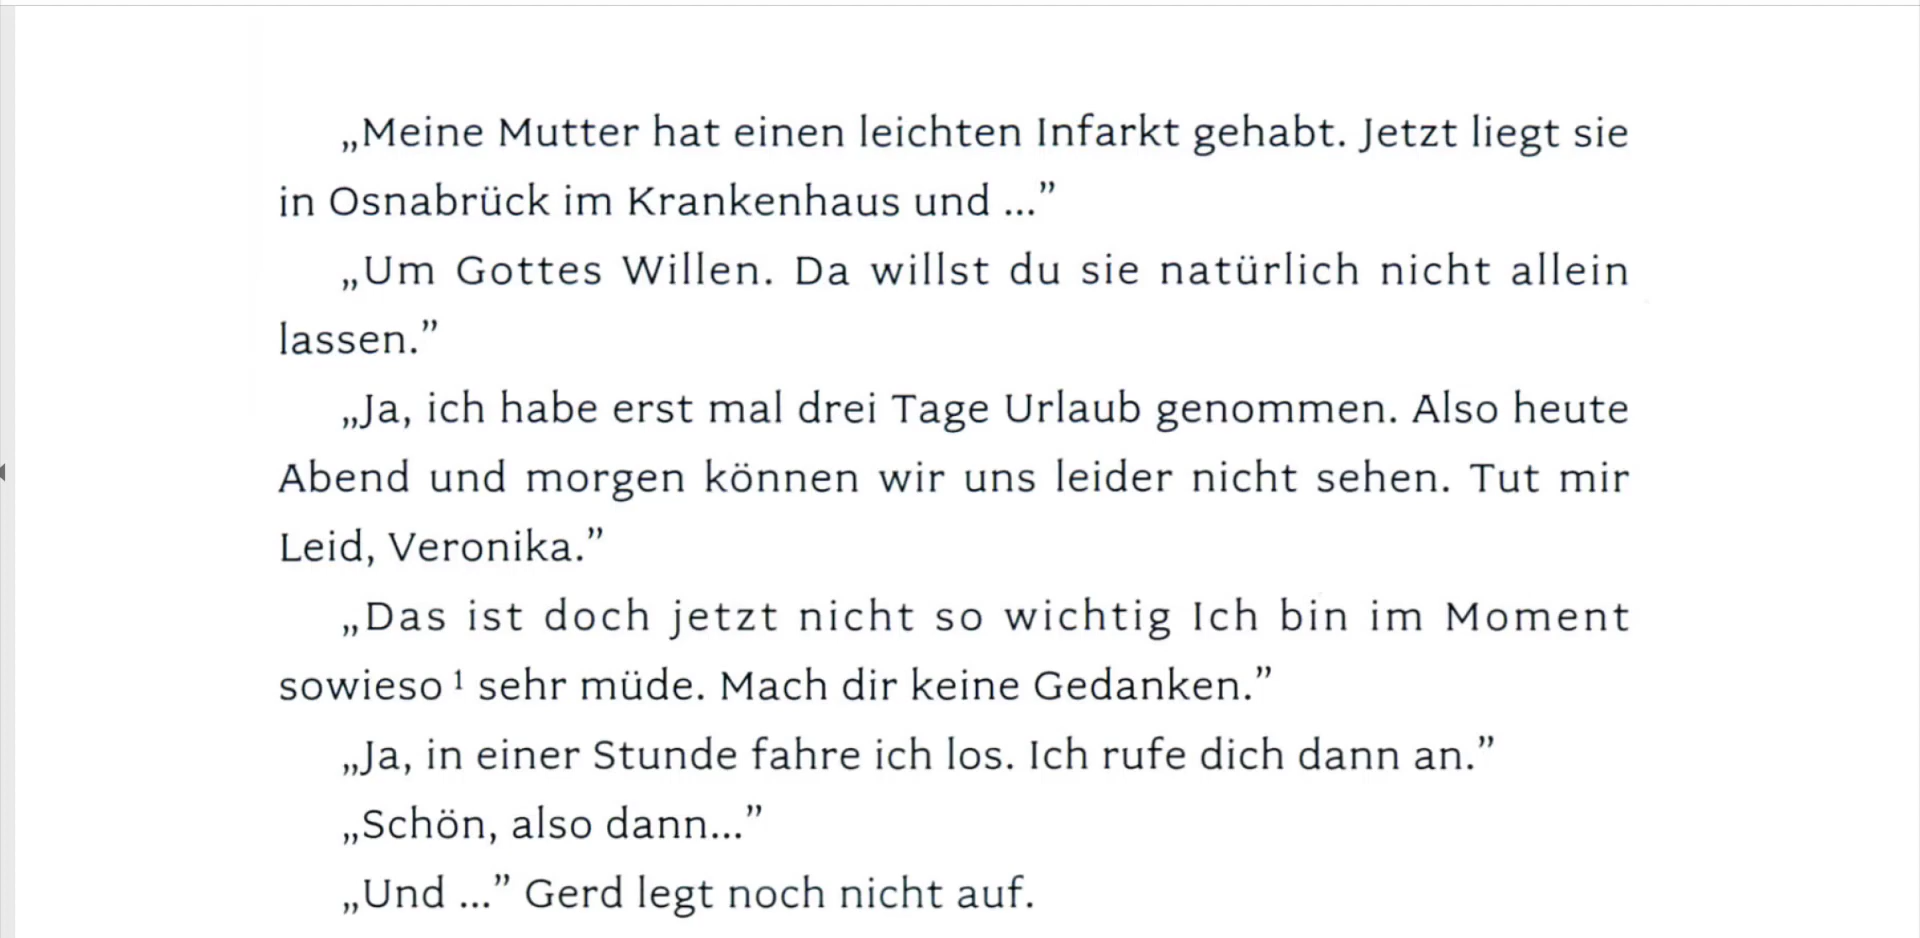 „Meine Mutter hat einen leichten Infarkt gehabt. Jetzt liegt sie
in Osnabrück im Krankenhaus und ...”
„Um Gottes Willen. Da willst du sie natürlich nicht allein
lassen.”
„Ja, ich habe erst mal drei Tage Urlaub genommen. Also heute
Abend und morgen können wir uns leider nicht sehen. Tut mir
Leid, Veronika.”
„Das ist doch jetzt nicht so wichtig Ich bin im Moment
sowieso ¹ sehr müde. Mach dir keine Gedanken.”
„Ja, in einer Stunde fahre ich los. Ich rufe dich dann an.”
„Schön, also dann...”
„Und ...” Gerd legt noch nicht auf.